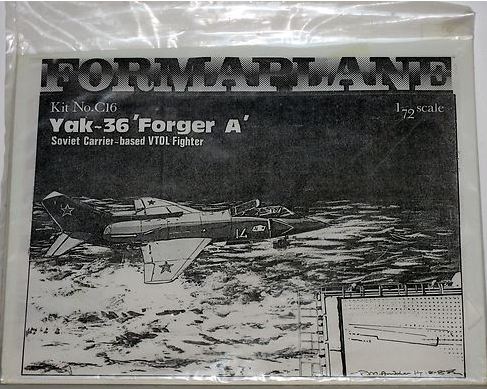 FORMAPLANE
Kit No.C16
1/72 scale
Yak-36 'Forger A'
Soviet Carrier-based VTOL Fighter